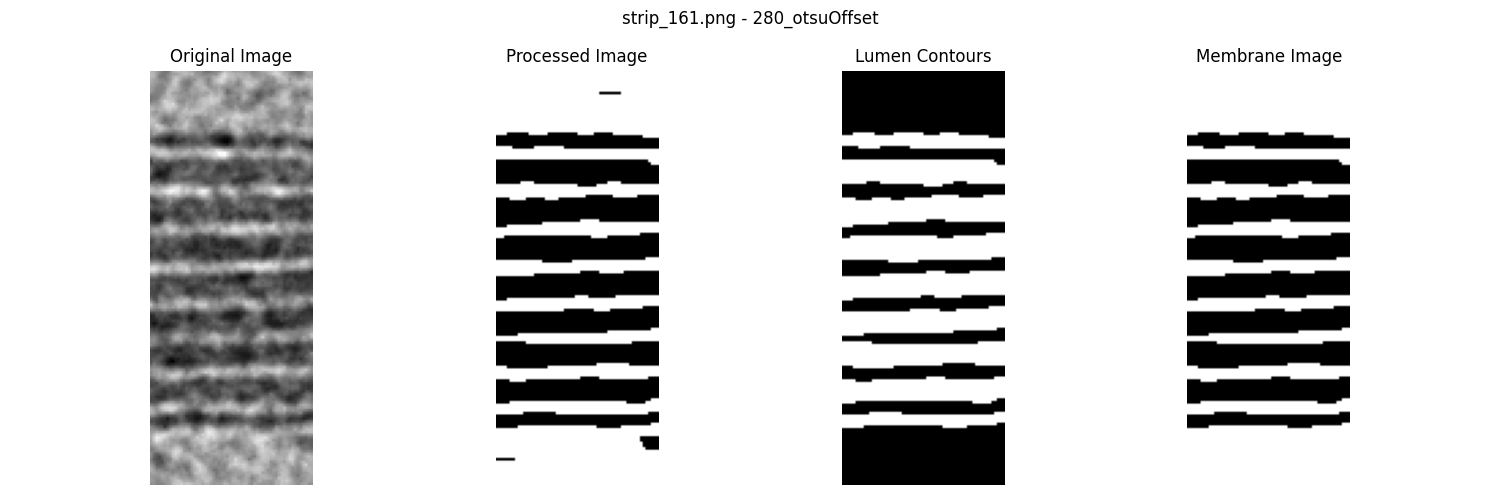 strip_161.png - 280_otsuOffset
Original Image
Processed Image
Lumen Contours
Membrane Image